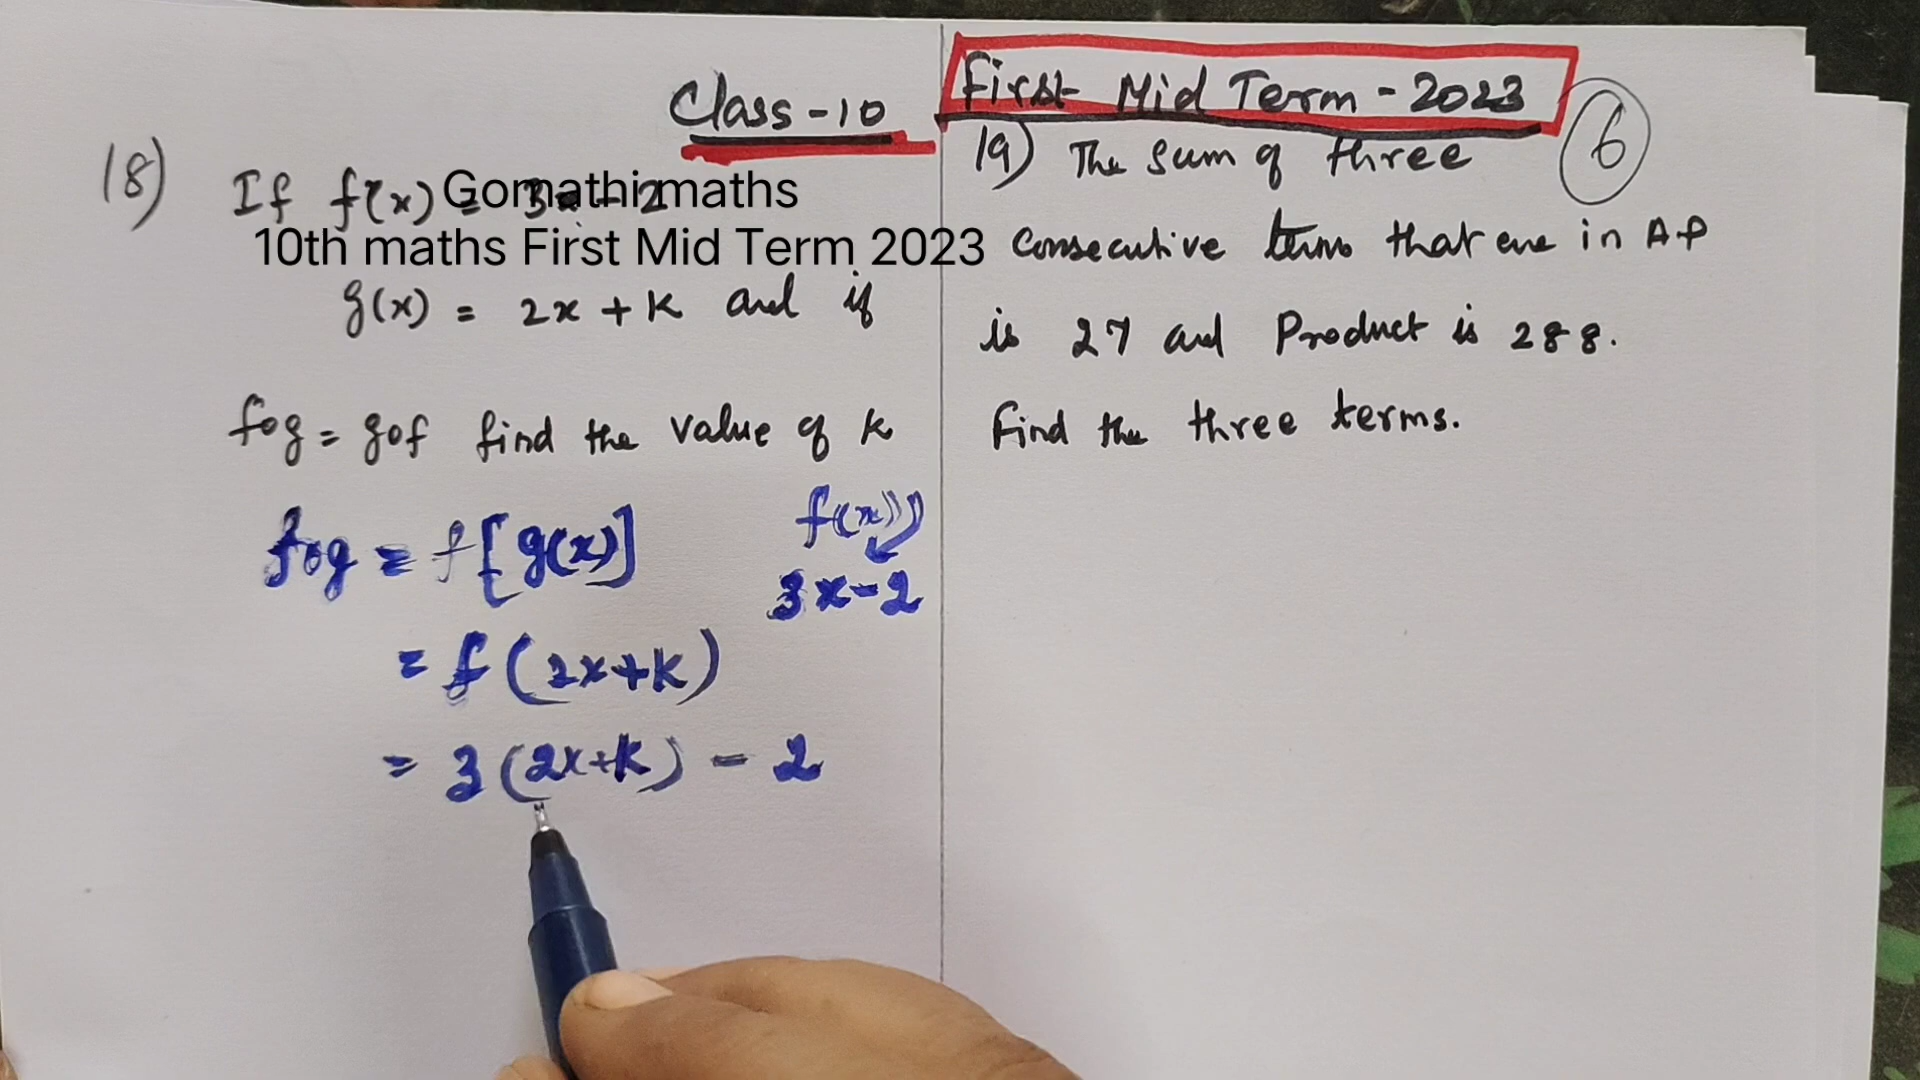 Class-10
First Mid Term-2023
6
18) If f(x) = 3x-2
Gomathi maths
10th maths First Mid Term 2023
g(x) = 2x+k and if
fog = gof find the value of k
fog = f[g(x)]
f(x)
3x-2
= f(2x+k)
= 3(2x+k) - 2
19) The Sum of three
Consecutive terms that are in AP
is 27 and Product is 288.
Find the three terms.